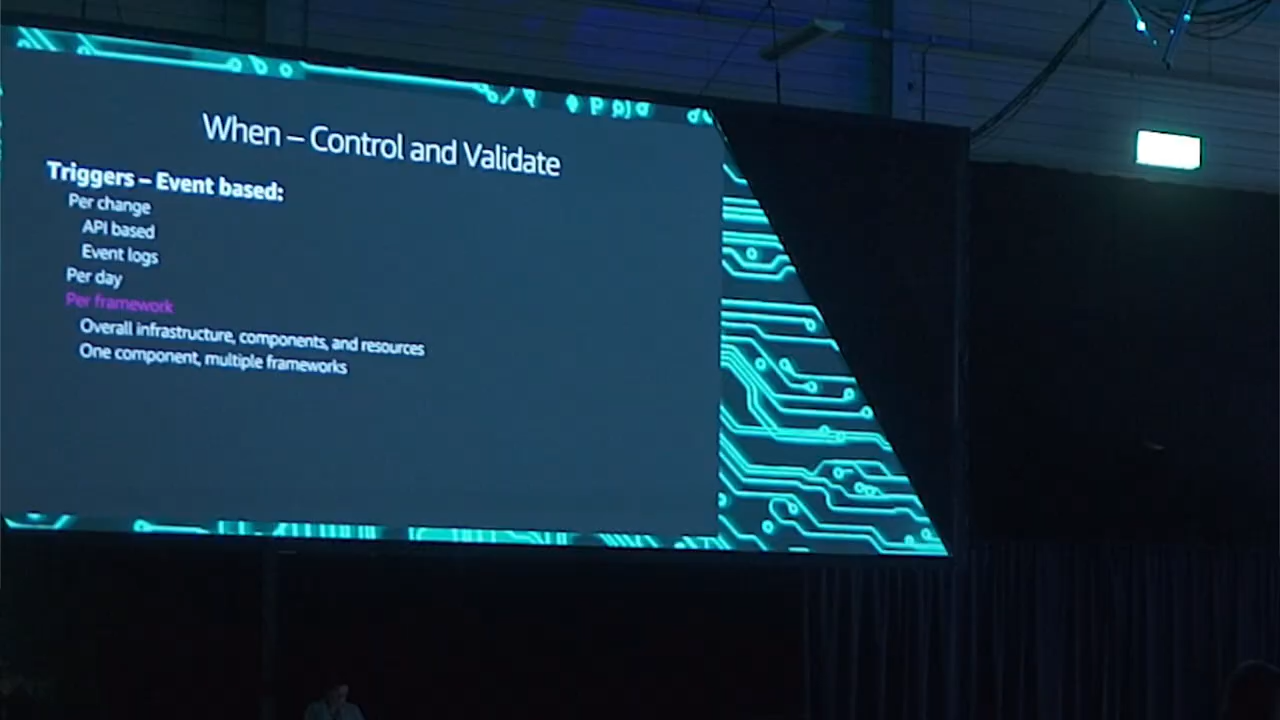 When – Control and Validate
Triggers – Event based:
Per change
API based
Event logs
Per day
Per framework
Overall infrastructure, components, and resources
One component, multiple frameworks